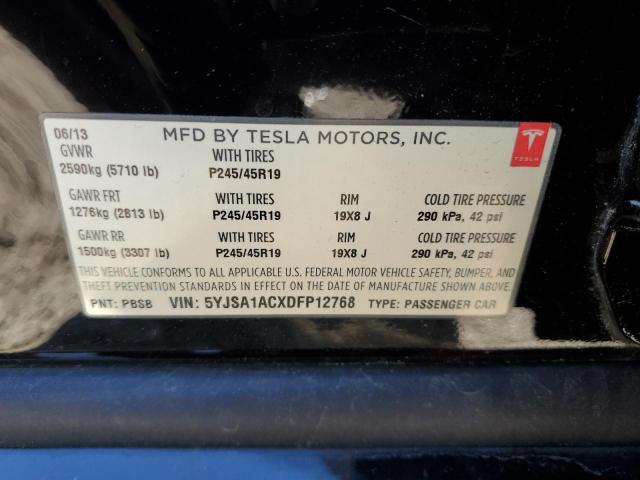 06/13 MFD BY TESLA MOTORS, INC.
GVWR WITH TIRES
2590kg (5710 lb) P245/45R19
TESLA
GAWR FRT WITH TIRES RIM COLD TIRE PRESSURE
1276kg (2813 lb) P245/45R19 19X8 J 290 kPa, 42 psi
GAWR RR WITH TIRES RIM COLD TIRE PRESSURE
1500kg (3307 lb) P245/45R19 19X8 J 290 kPa, 42 psi
THIS VEHICLE CONFORMS TO ALL APPLICABLE U.S. FEDERAL MOTOR VEHICLE SAFETY, BUMPER, AND
THEFT PREVENTION STANDARDS IN EFFECT ON THE DATE OF MANUFACTURE SHOWN ABOVE.
PNT: PBSB VIN: 5YJSA1ACXDFP12768 TYPE: PASSENGER CAR